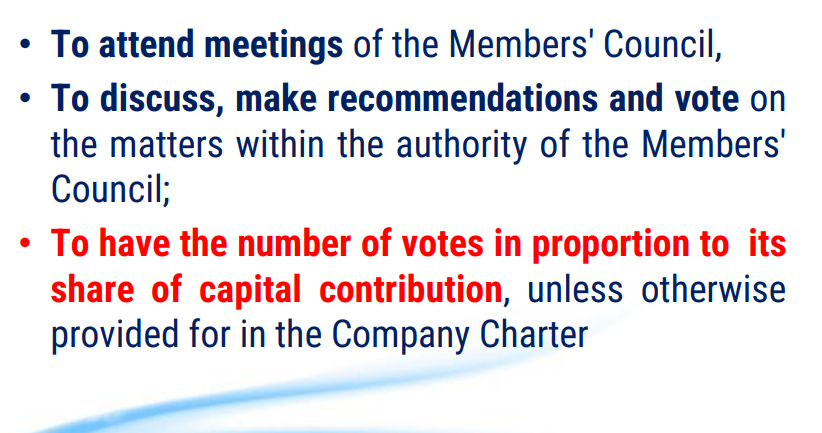 • To attend meetings of the Members' Council,
• To discuss, make recommendations and vote on
the matters within the authority of the Members'
Council;
• To have the number of votes in proportion to its
share of capital contribution, unless otherwise
provided for in the Company Charter